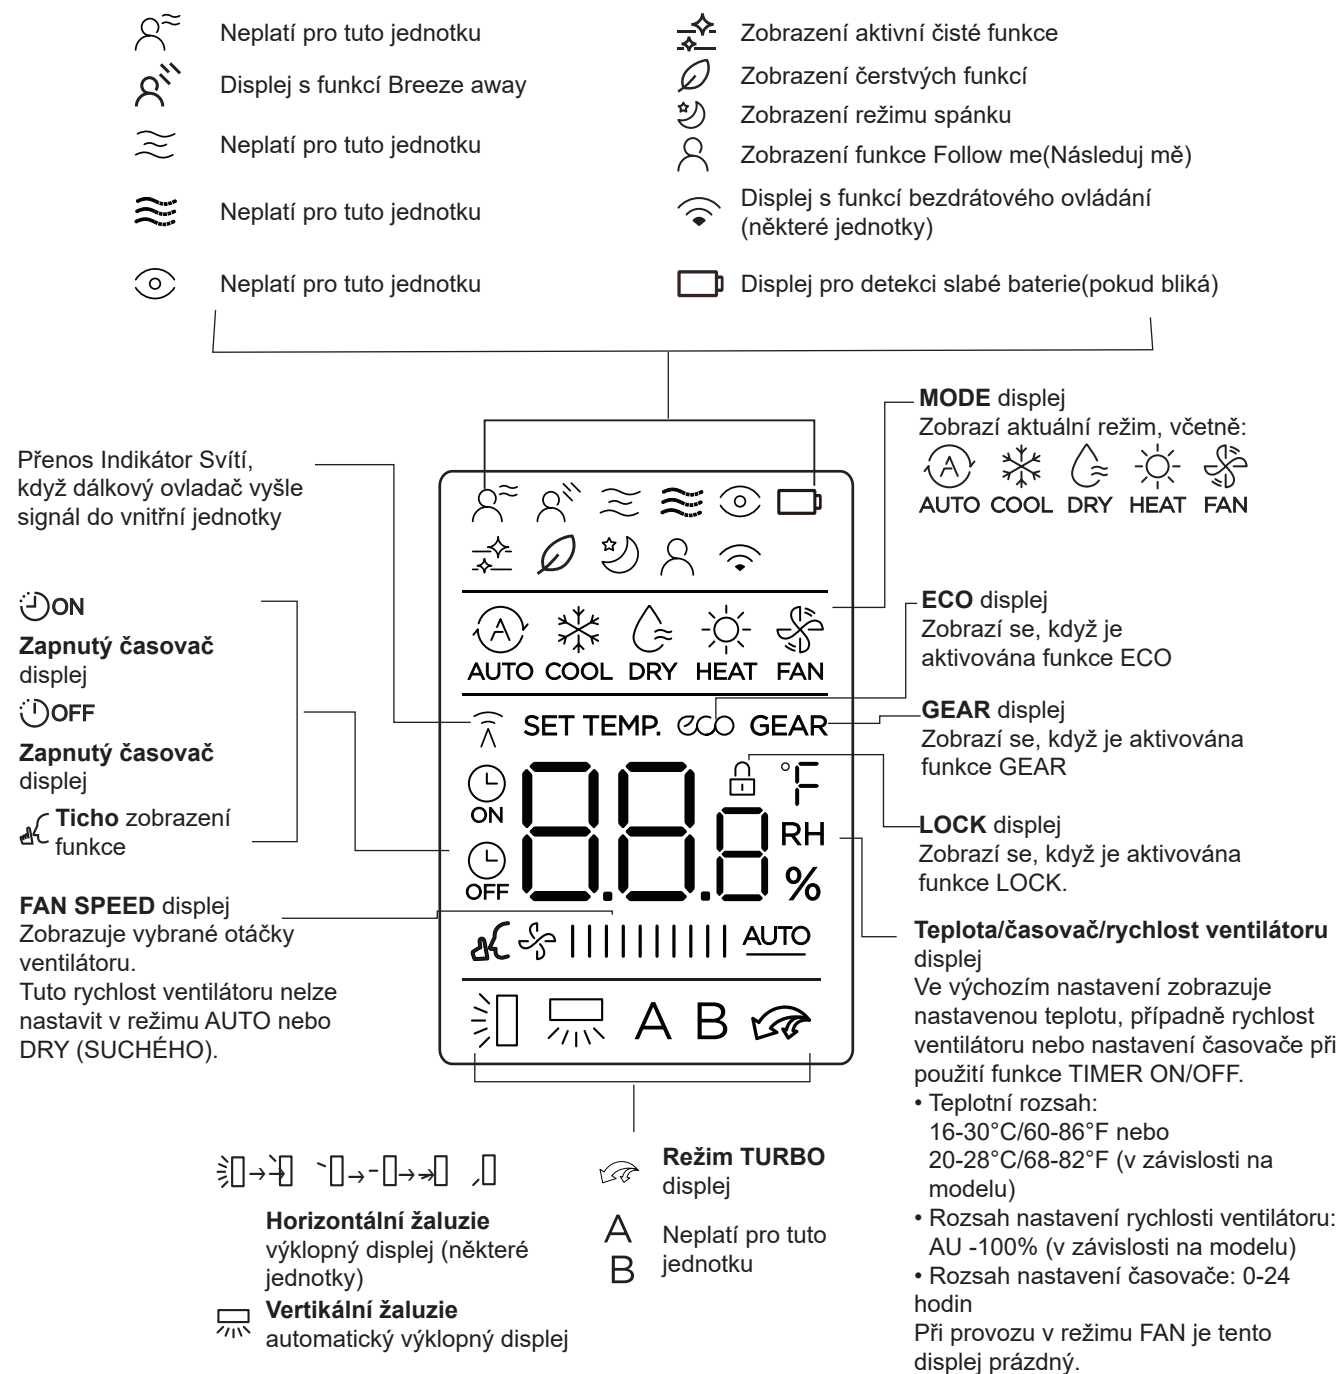 Neplatí pro tuto jednotku
Displej s funkcí Breeze away
Neplatí pro tuto jednotku
Neplatí pro tuto jednotku
Neplatí pro tuto jednotku
Zobrazení aktivní čisté funkce
Zobrazení čerstvých funkcí
Zobrazení režimu spánku
Zobrazení funkce Follow me(Následuj mě)
Displej s funkcí bezdrátového ovládání
(některé jednotky)
Displej pro detekci slabé baterie(pokud bliká)
Přenos Indikátor Svítí,
když dálkový ovladač vyšle
signál do vnitřní jednotky
ON
Zapnutý časovač
displej
OFF
Zapnutý časovač
displej
Ticho zobrazení
funkce
FAN SPEED displej
Zobrazuje vybrané otáčky
ventilátoru.
Tuto rychlost ventilátoru nelze
nastavit v režimu AUTO nebo
DRY (SUCHÉHO).
A
AUTO COOL DRY HEAT FAN
SET TEMP. eco GEAR
ON
88.8 °F
RH
OFF
%
AUTO
A B
MODE displej
Zobrazí aktuální režim, včetně:
A
AUTO COOL DRY HEAT FAN
ECO displej
Zobrazí se, když je
aktivována funkce ECO
GEAR displej
Zobrazí se, když je aktivována
funkce GEAR
LOCK displej
Zobrazí se, když je aktivována
funkce LOCK.
Teplota/časovač/rychlost ventilátoru
displej
Ve výchozím nastavení zobrazuje
nastavenou teplotu, případně rychlost
ventilátoru nebo nastavení časovače při
použití funkce TIMER ON/OFF.
• Teplotní rozsah:
16-30°C/60-86°F nebo
20-28°C/68-82°F (v závislosti na
modelu)
• Rozsah nastavení rychlosti ventilátoru:
AU -100% (v závislosti na modelu)
• Rozsah nastavení časovače: 0-24
hodin
Při provozu v režimu FAN je tento
displej prázdný.
Horizontální žaluzie
výklopný displej (některé
jednotky)
Vertikální žaluzie
automatický výklopný displej
Režim TURBO
displej
A
B
Neplatí pro tuto
jednotku